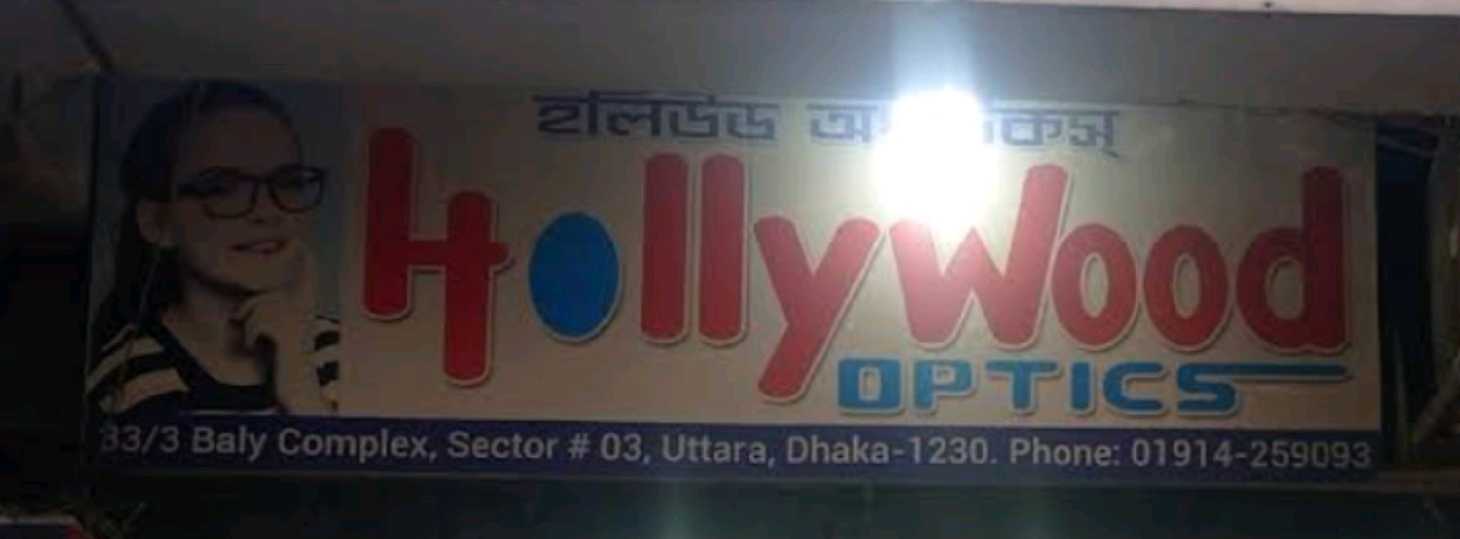 হলিউড
Hollywood
OPTICS
33/3 Baly Complex, Sector # 03, Uttara, Dhaka-1230. Phone: 01914-259093